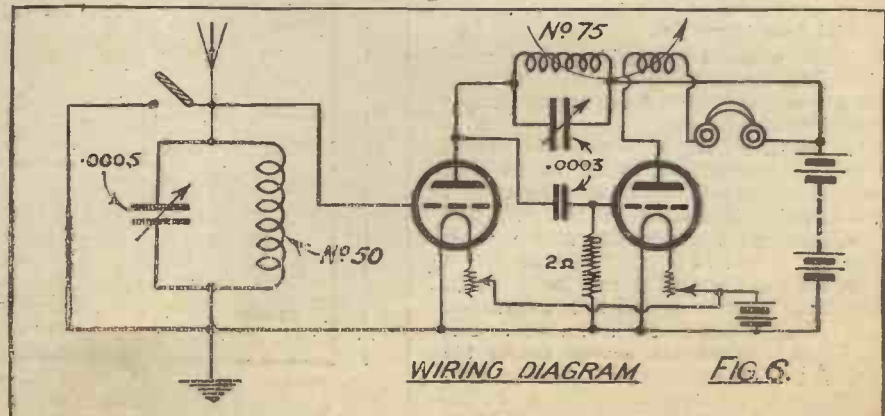 Nº 75
.0005
.0003
Nº 50
2Ω
WIRING DIAGRAM
FIG. 6.